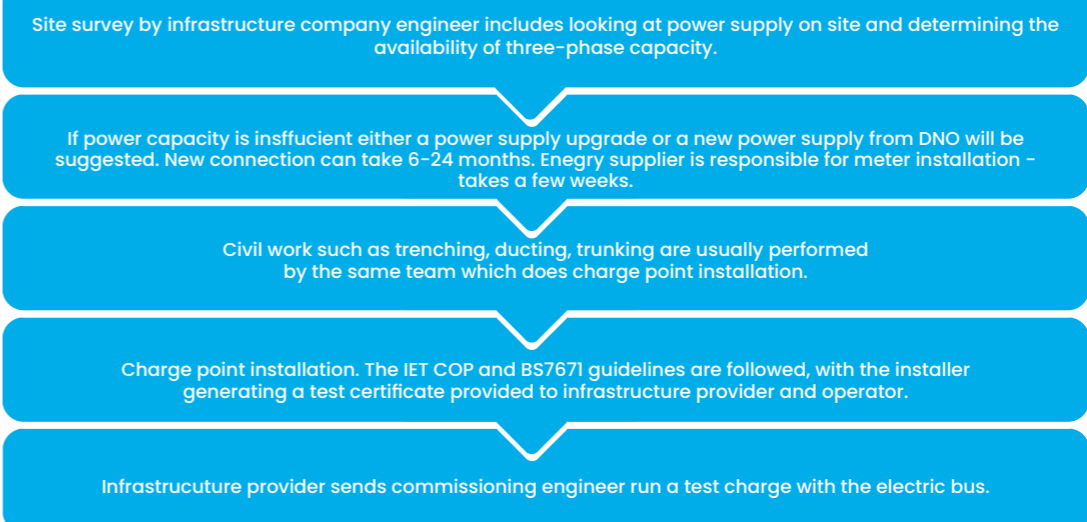 Site survey by infrastructure company engineer includes looking at power supply on site and determining the
availability of three-phase capacity.
If power capacity is insffucient either a power supply upgrade or a new power supply from DNO will be
suggested. New connection can take 6-24 months. Enegry supplier is responsible for meter installation -
takes a few weeks.
Civil work such as trenching, ducting, trunking are usually performed
by the same team which does charge point installation.
Charge point installation. The IET COP and BS7671 guidelines are followed, with the installer
generating a test certificate provided to infrastructure provider and operator.
Infrastrucuture provider sends commissioning engineer run a test charge with the electric bus.